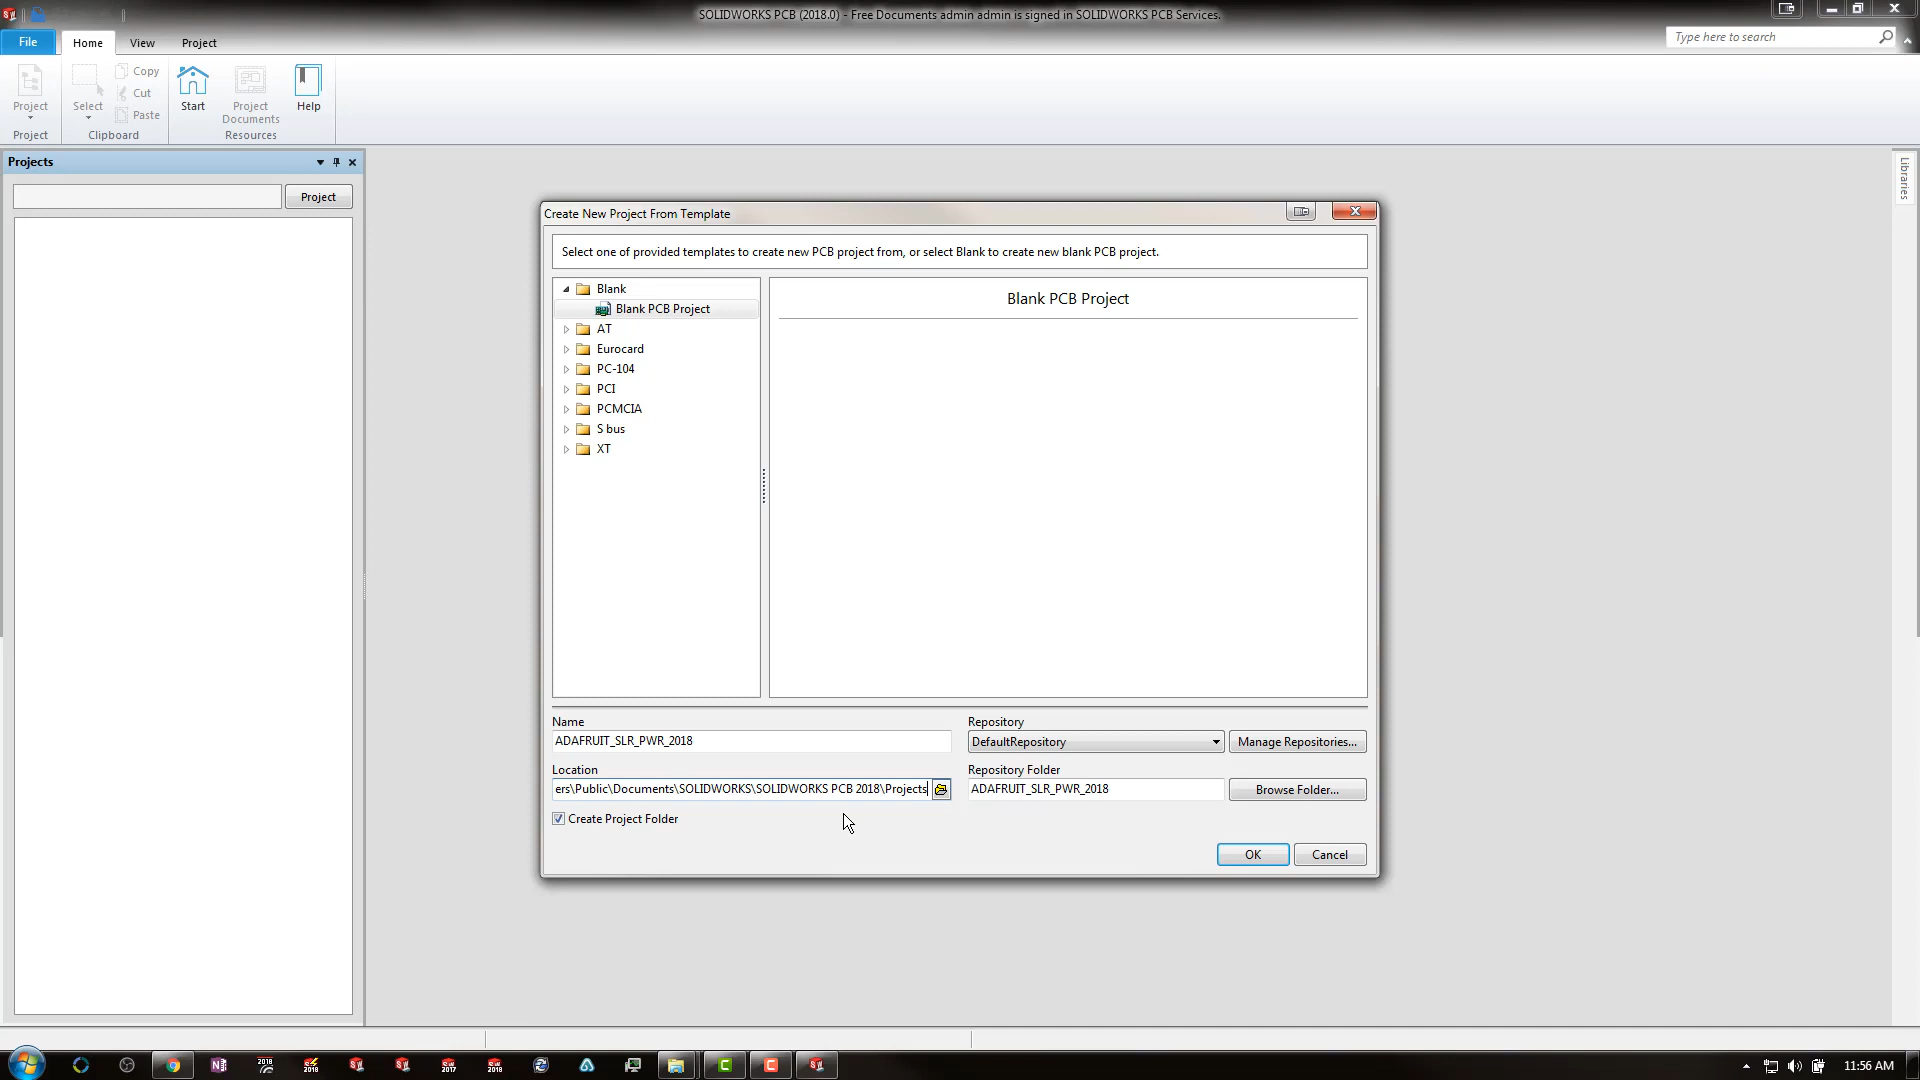 SOLIDWORKS PCB (2018.0) - Free Documents admin admin is signed in SOLIDWORKS PCB Services.
File
Home
View
Project
Type here to search
Project
Select
Copy
Cut
Paste
Start
Project
Documents
Help
Project
Clipboard
Resources
Projects
Project
Libraries
Create New Project From Template
Select one of provided templates to create new PCB project from, or select Blank to create new blank PCB project.
Blank
Blank PCB Project
AT
Eurocard
PC-104
PCI
PCMCIA
S bus
XT
Blank PCB Project
Name
ADAFRUIT_SLR_PWR_2018
Repository
DefaultRepository
Manage Repositories...
Location
ers\Public\Documents\SOLIDWORKS\SOLIDWORKS PCB 2018\Projects
Repository Folder
ADAFRUIT_SLR_PWR_2018
Browse Folder...
Create Project Folder
OK
Cancel
11:56 AM